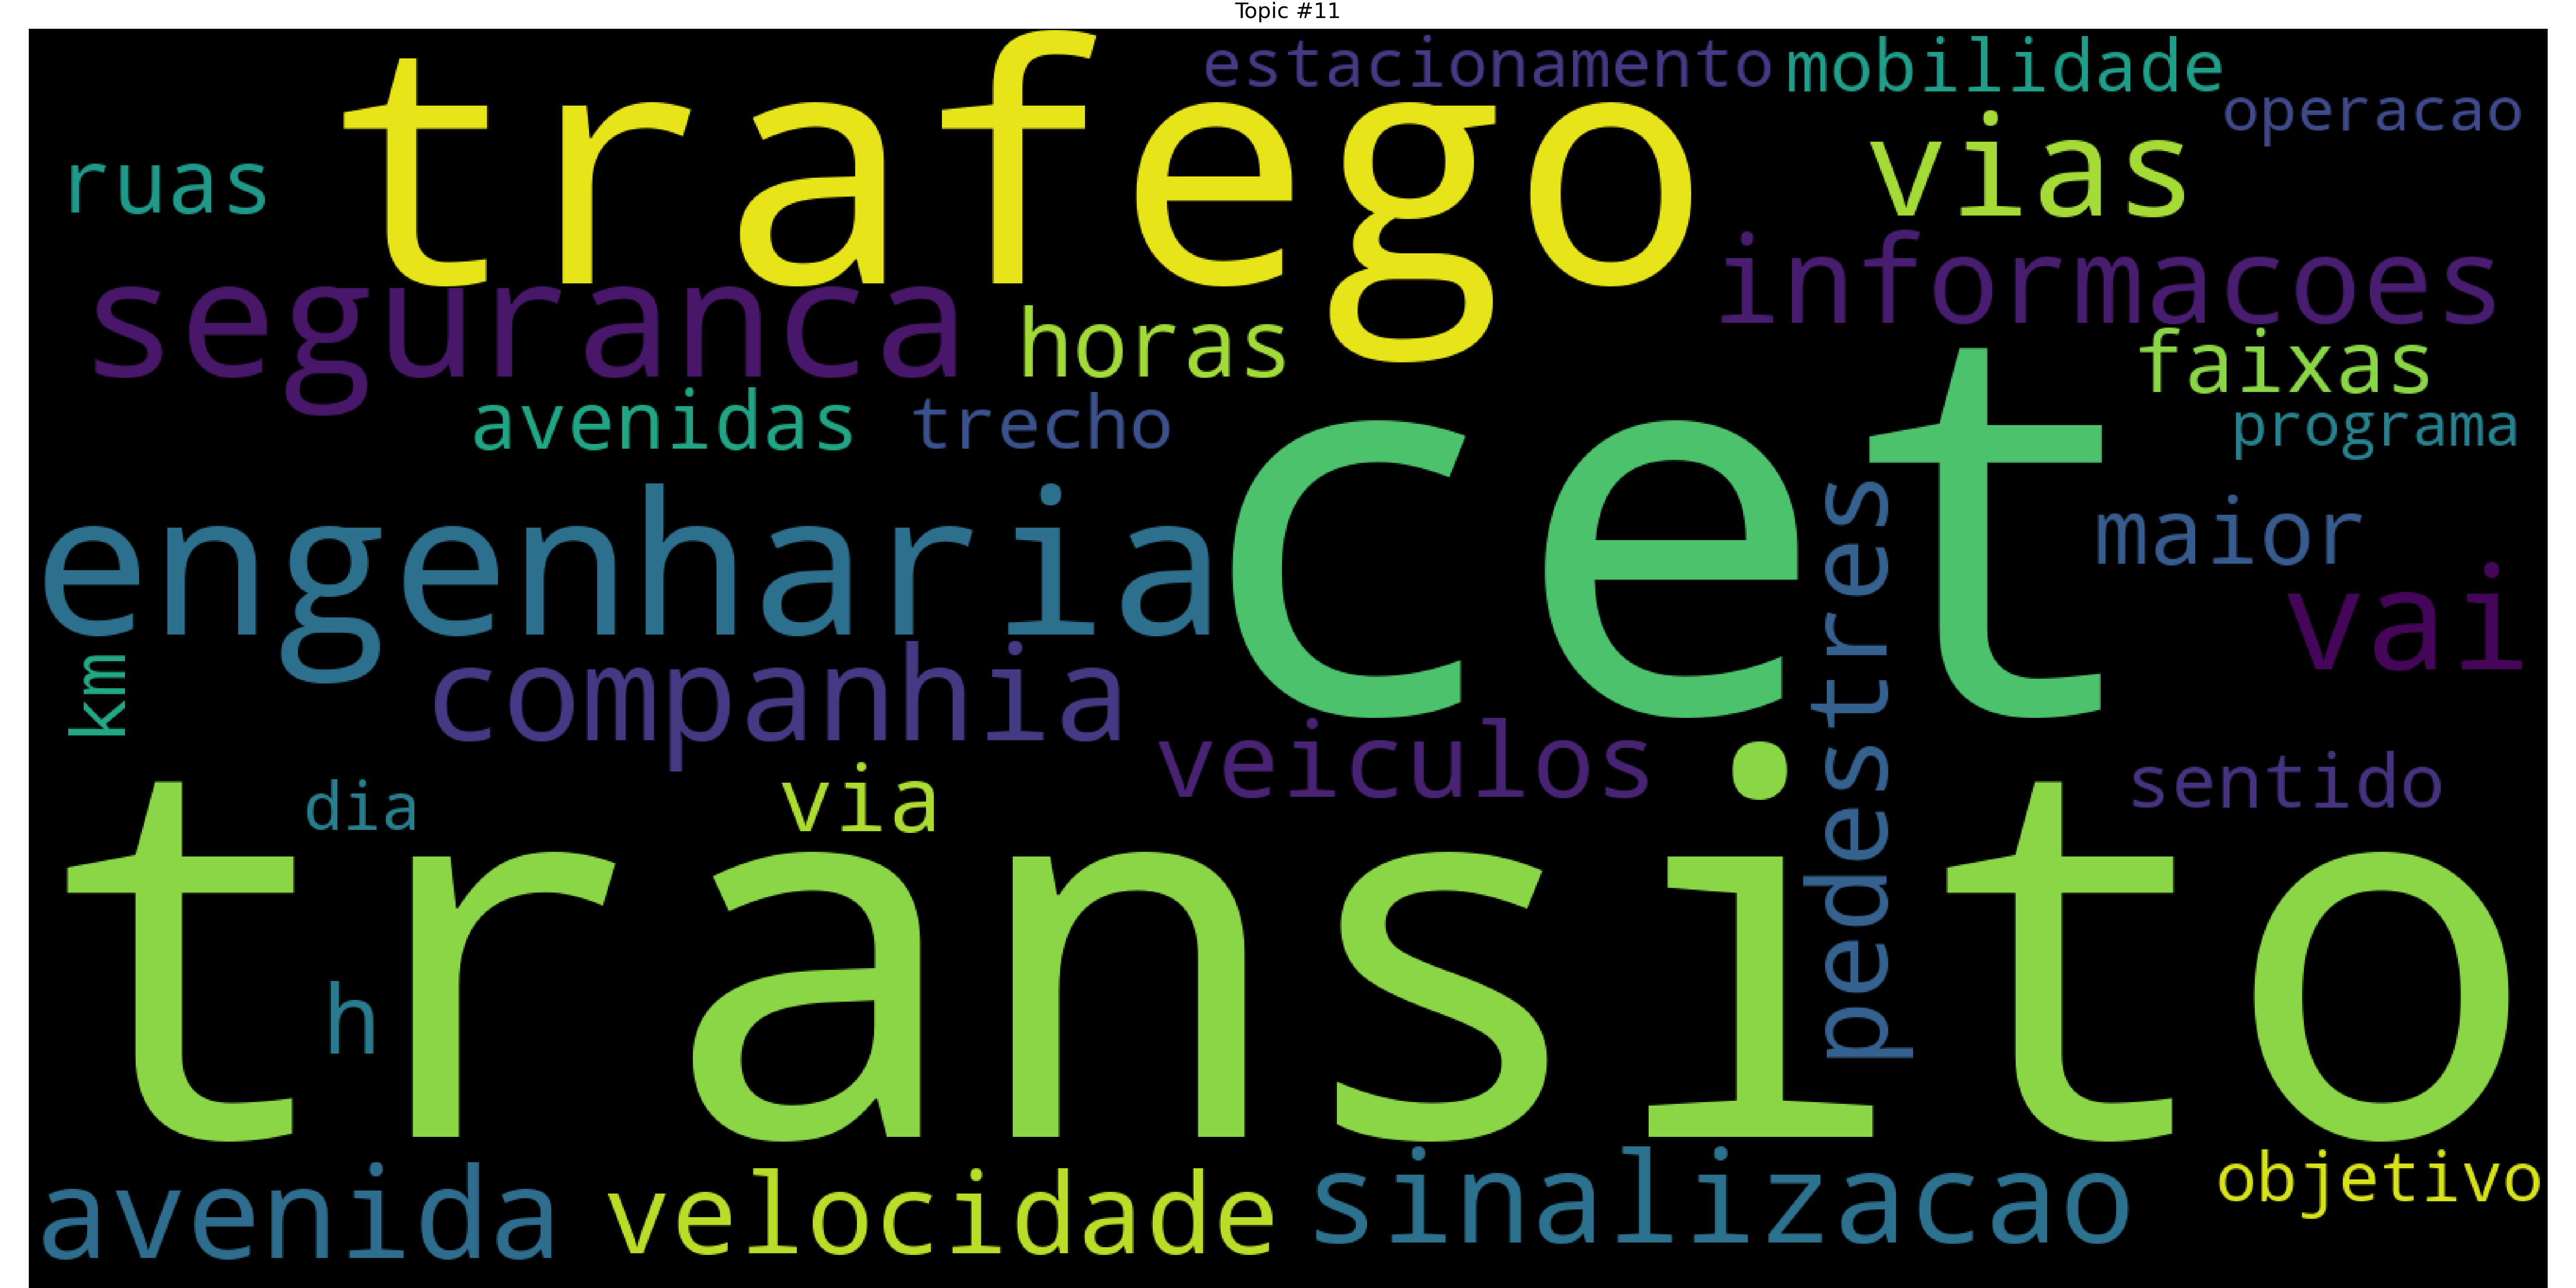 Topic #11
estacionamento
mobilidade
operacao
trafego
ruas
vias
informacoes
seguranca
horas
faixas
avenidas
trecho
programa
cet
engenharia
maior
pedestres
vai
km
companhia
veiculos
sentido
dia
via
transito
h
avenida
velocidade
sinalizacao
objetivo